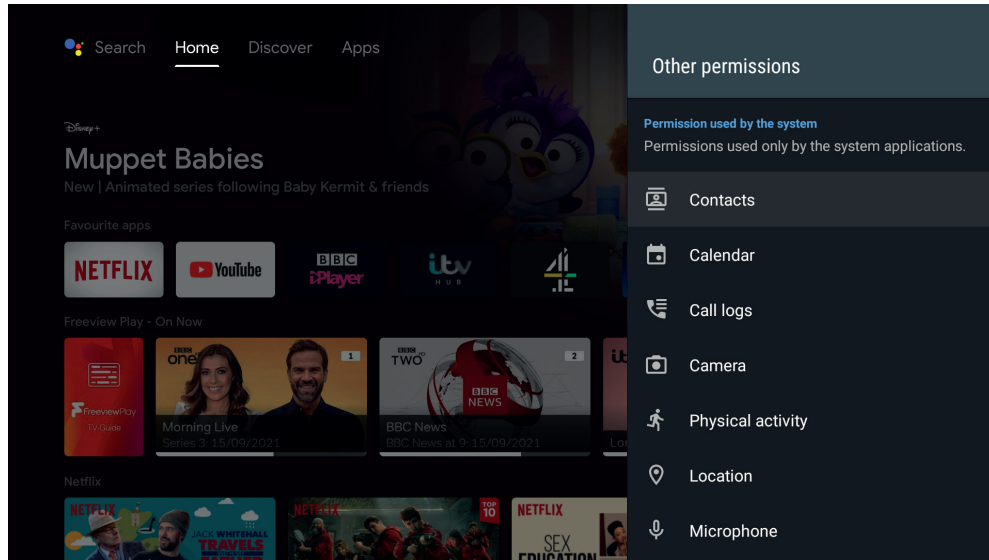 Search Home Discover Apps
Disney+
Muppet Babies
New | Animated series following Baby Kermit & friends
Favourite apps
NETFLIX
YouTube
BBC
iPlayer
itv
HUB
4
Freeview Play - On Now
FreeviewPlay
TV Guide
BBC
one
1
Morning Live
Series 3: 15/09/2021
BBC
TWO HD
2
BBC
NEWS
BBC News
BBC News at 9: 15/09/2021
Netflix
NETFLIX
JACK WHITEHALL
TRAVELS
NETFLIX
TOP
10
NETFLIX
SEX
EDUCATION
Other permissions
Permission used by the system
Permissions used only by the system applications.
Contacts
Calendar
Call logs
Camera
Physical activity
Location
Microphone